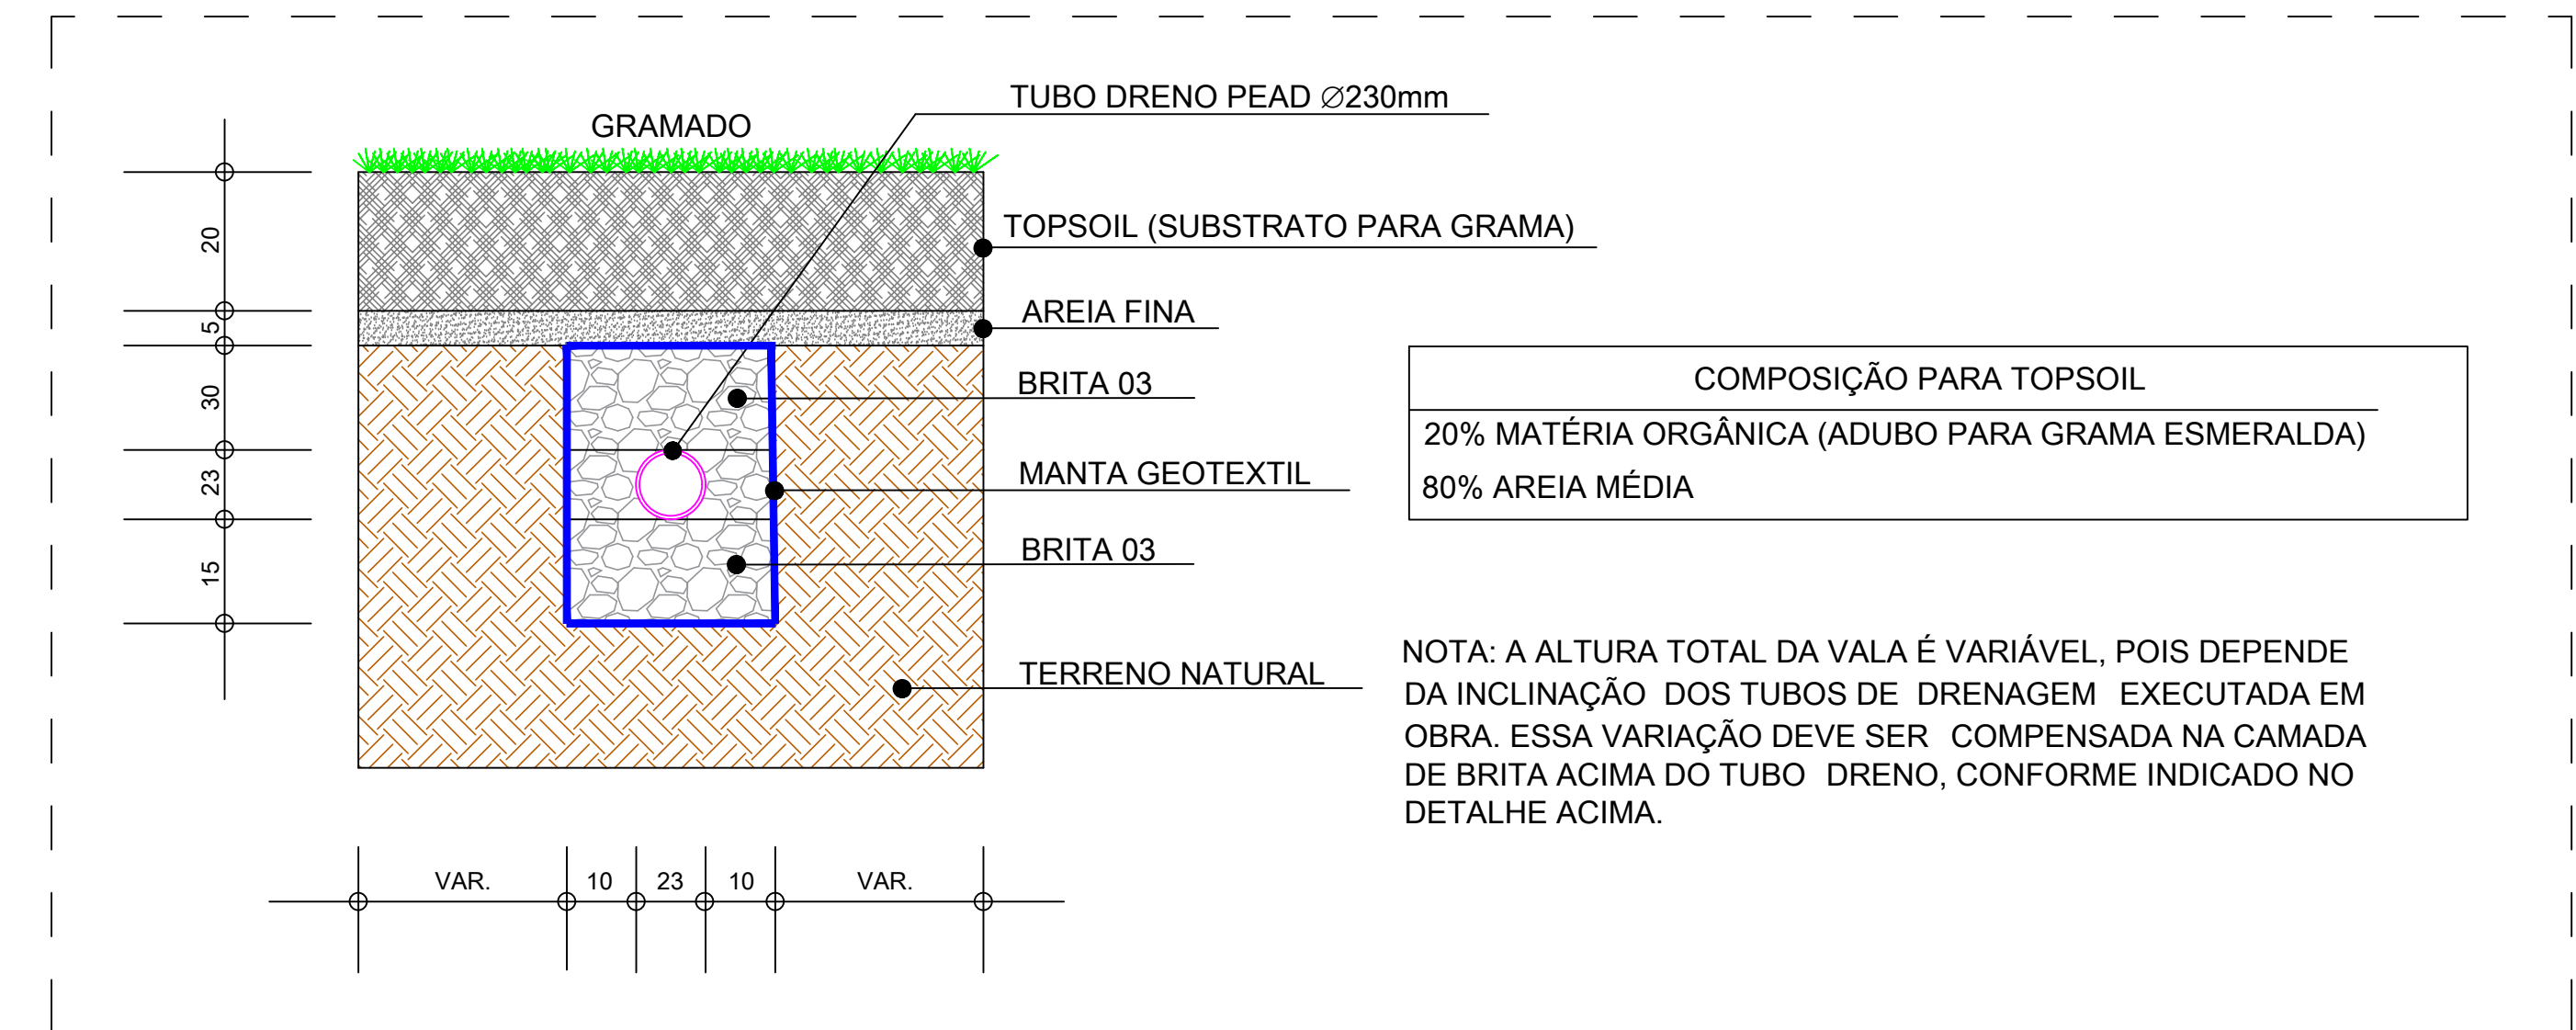 TUBO DRENO PEAD ∅230mm
GRAMADO
TOPSOIL (SUBSTRATO PARA GRAMA)
20
AREIA FINA
5
BRITA 03
30
MANTA GEOTEXTIL
23
BRITA 03
15
TERRENO NATURAL
COMPOSIÇÃO PARA TOPSOIL
20% MATÉRIA ORGÂNICA (ADUBO PARA GRAMA ESMERALDA)
80% AREIA MÉDIA
NOTA: A ALTURA TOTAL DA VALA É VARIÁVEL, POIS DEPENDE
DA INCLINAÇÃO DOS TUBOS DE DRENAGEM EXECUTADA EM
OBRA. ESSA VARIAÇÃO DEVE SER COMPENSADA NA CAMADA
DE BRITA ACIMA DO TUBO DRENO, CONFORME INDICADO NO
DETALHE ACIMA.
VAR. 10 23 10 VAR.